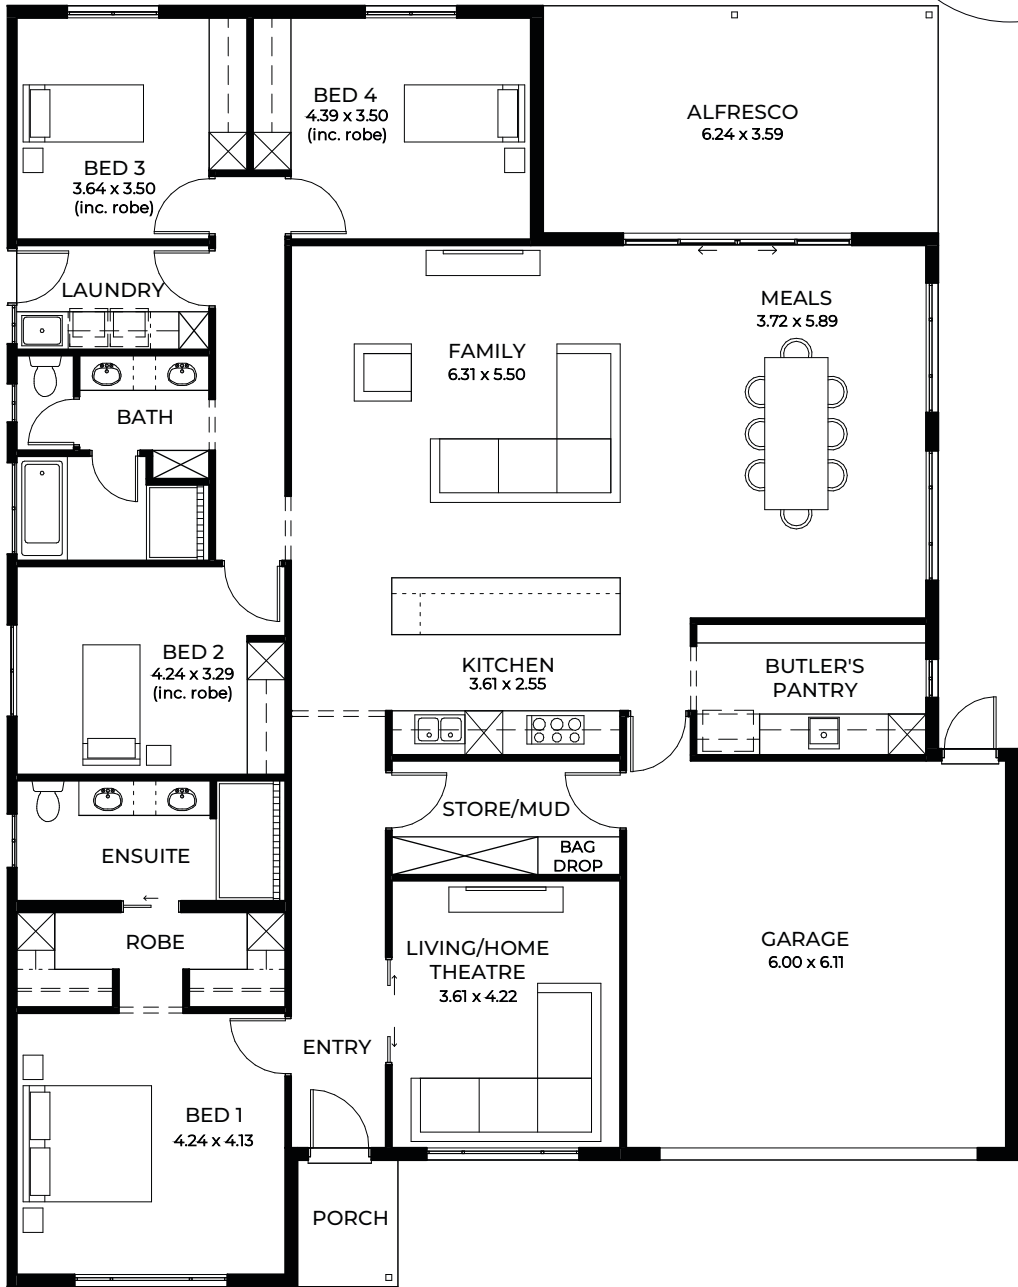 BED 4
4.39 x 3.50
(inc. robe)
ALFRESCO
6.24 x 3.59
BED 3
3.64 x 3.50
(inc. robe)
LAUNDRY
MEALS
3.72 x 5.89
FAMILY
6.31 x 5.50
BATH
BED 2
4.24 x 3.29
(inc. robe)
KITCHEN
3.61 x 2.55
BUTLER'S
PANTRY
STORE/MUD
BAG
DROP
ENSUITE
ROBE
LIVING/HOME
THEATRE
3.61 x 4.22
GARAGE
6.00 x 6.11
ENTRY
BED 1
4.24 x 4.13
PORCH